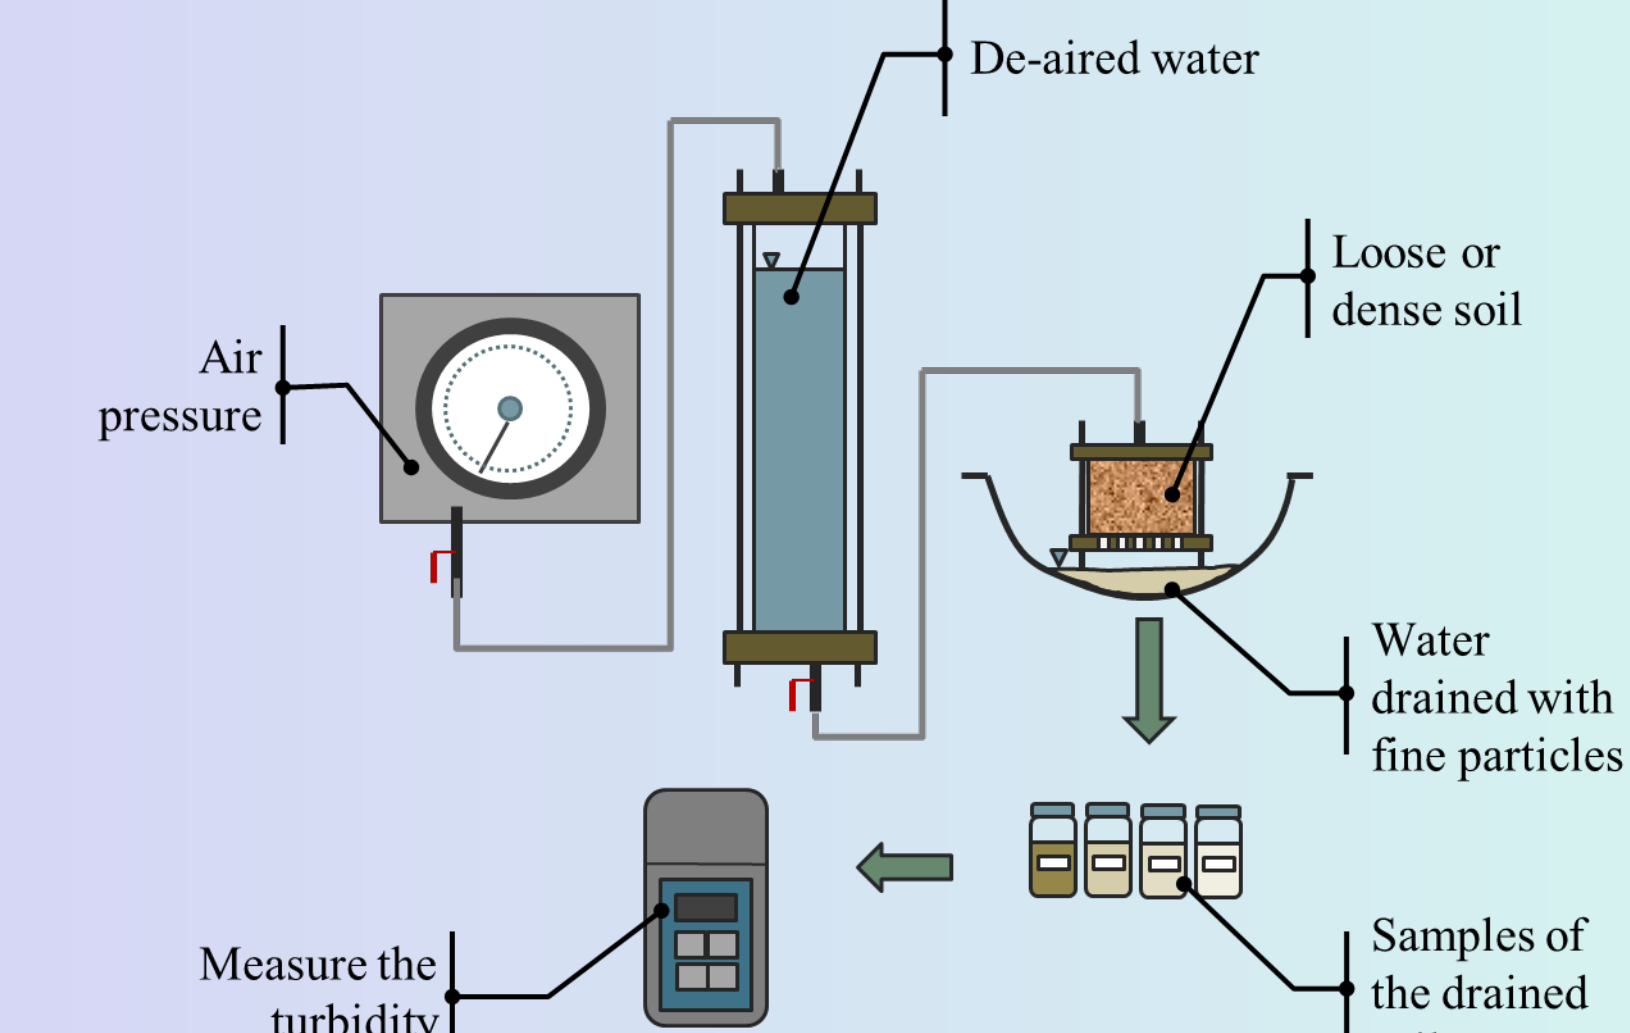 De-aired water
Loose or
dense soil
Air
pressure
Water
drained with
fine particles
Samples of
the drained
Measure the
turbidity